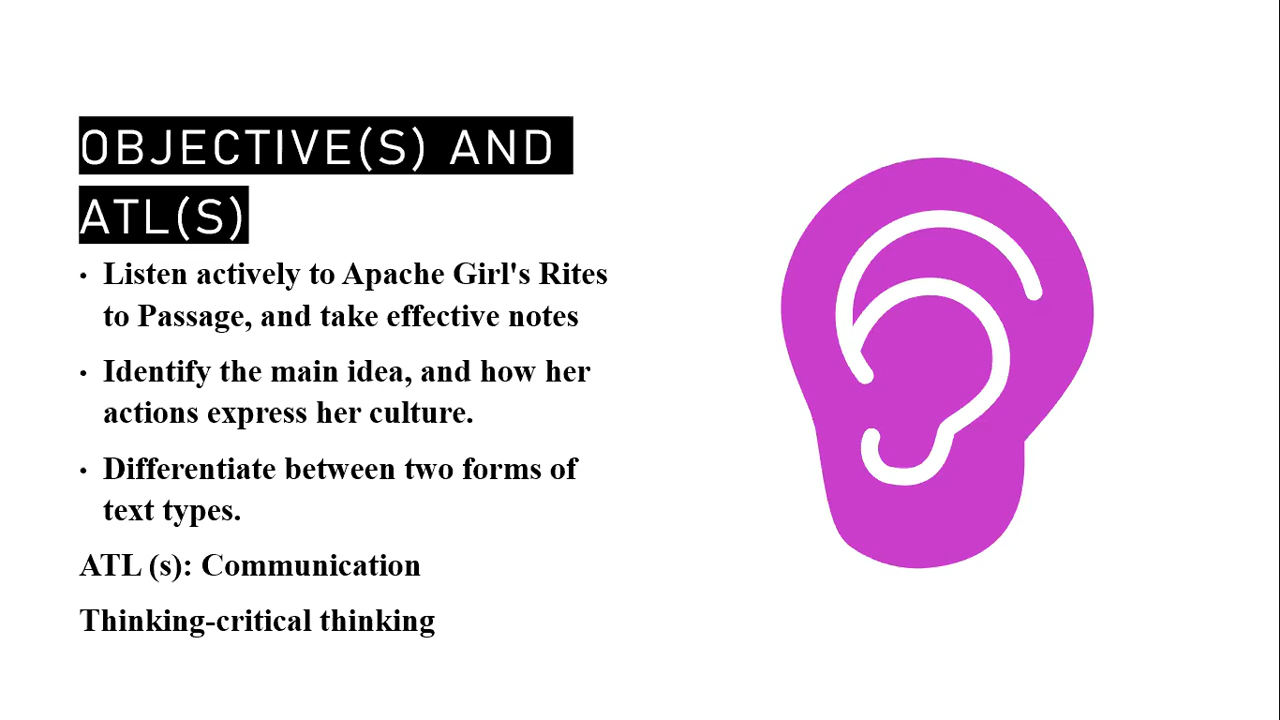 OBJECTIVE(S) AND
ATL(S)
• Listen actively to Apache Girl's Rites
to Passage, and take effective notes
• Identify the main idea, and how her
actions express her culture.
• Differentiate between two forms of
text types.
ATL (s): Communication
Thinking-critical thinking